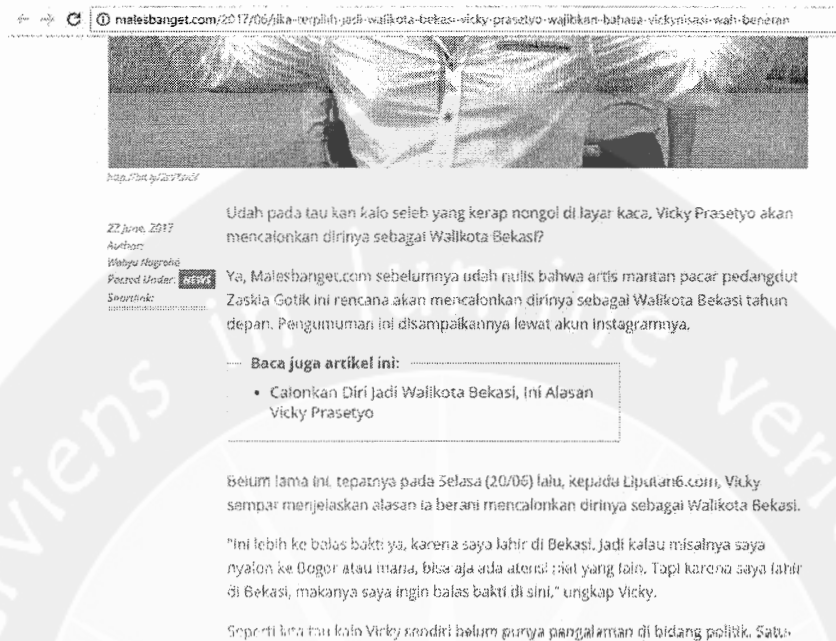 malesbanget.com/2017/06/jika-terpilih-jadi-walikota-bekasi-vicky-prasetyo-wajibkan-bahasa-vickynisasi-wah-beneran
Udah pada tau kan kalo seleb yang kerap nongol di layar kaca, Vicky Prasetyo akan
mencalonkan dirinya sebagai Walikota Bekasi?
22 June, 2017
Author:
Wahyu Nugroho
Posted Under: NEWS
Shortlink:
Ya, Malesbanget.com sebelumnya udah nulis bahwa artis mantan pacar pedangdut
Zaskia Gotik ini rencana akan mencalonkan dirinya sebagai Walikota Bekasi tahun
depan. Pengumuman ini disampaikannya lewat akun Instagramnya.
Baca juga artikel ini:
• Calonkan Diri Jadi Walikota Bekasi, Ini Alasan
Vicky Prasetyo
Belum lama ini, tepatnya pada Selasa (20/06) lalu, kepada Liputan6.com, Vicky
sempat menjelaskan alasan ia berani mencalonkan dirinya sebagai Walikota Bekasi.
"Ini lebih ke balas bakti ya, karena saya lahir di Bekasi. Jadi kalau misalnya saya
nyalon ke Bogor atau mana, bisa aja ada atensi niat yang lain. Tapi karena saya lahir
di Bekasi, makanya saya ingin balas bakti di sini," ungkap Vicky.
Seperti kita tau kalo Vicky sendiri belum punya pengalaman di bidang politik. Satu-
viens in lumine veri